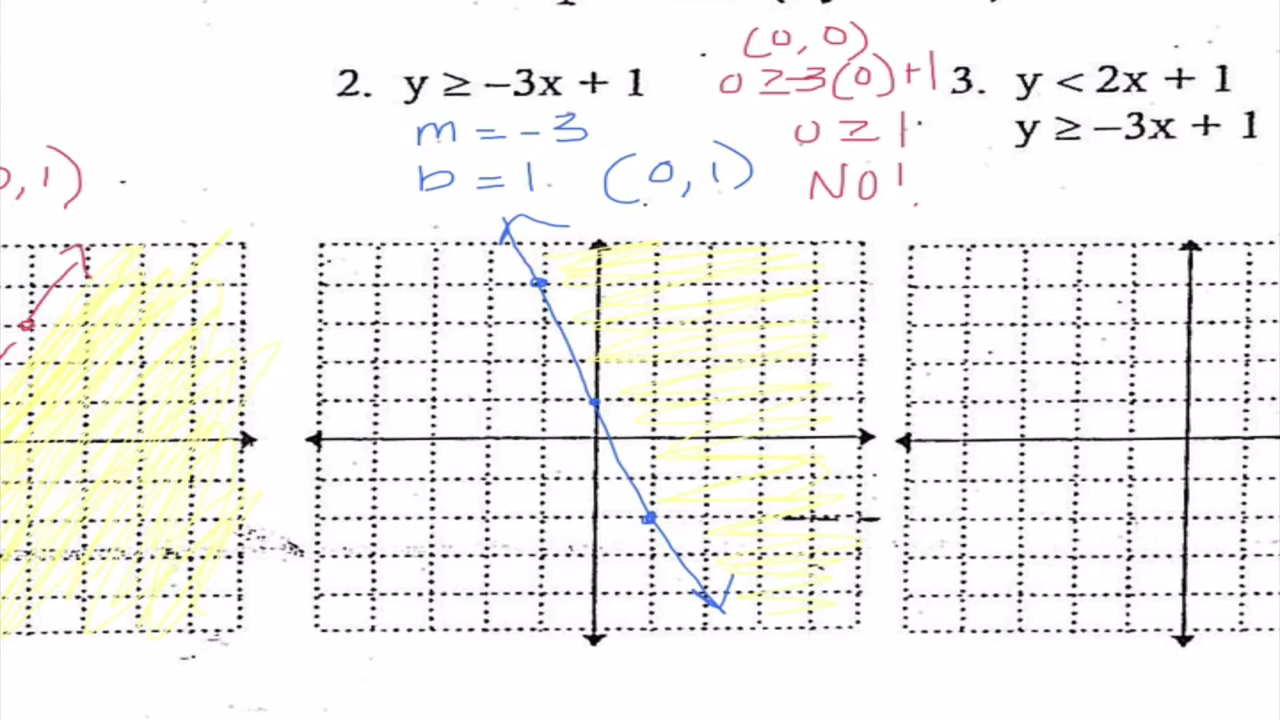 2. y ≥ −3x + 1
m = -3
b = 1 (0,1)
(0,0)
0 ≥-3(0)+1
0 ≥ 1
NO!
3. y < 2x + 1
y ≥ −3x + 1
,1)